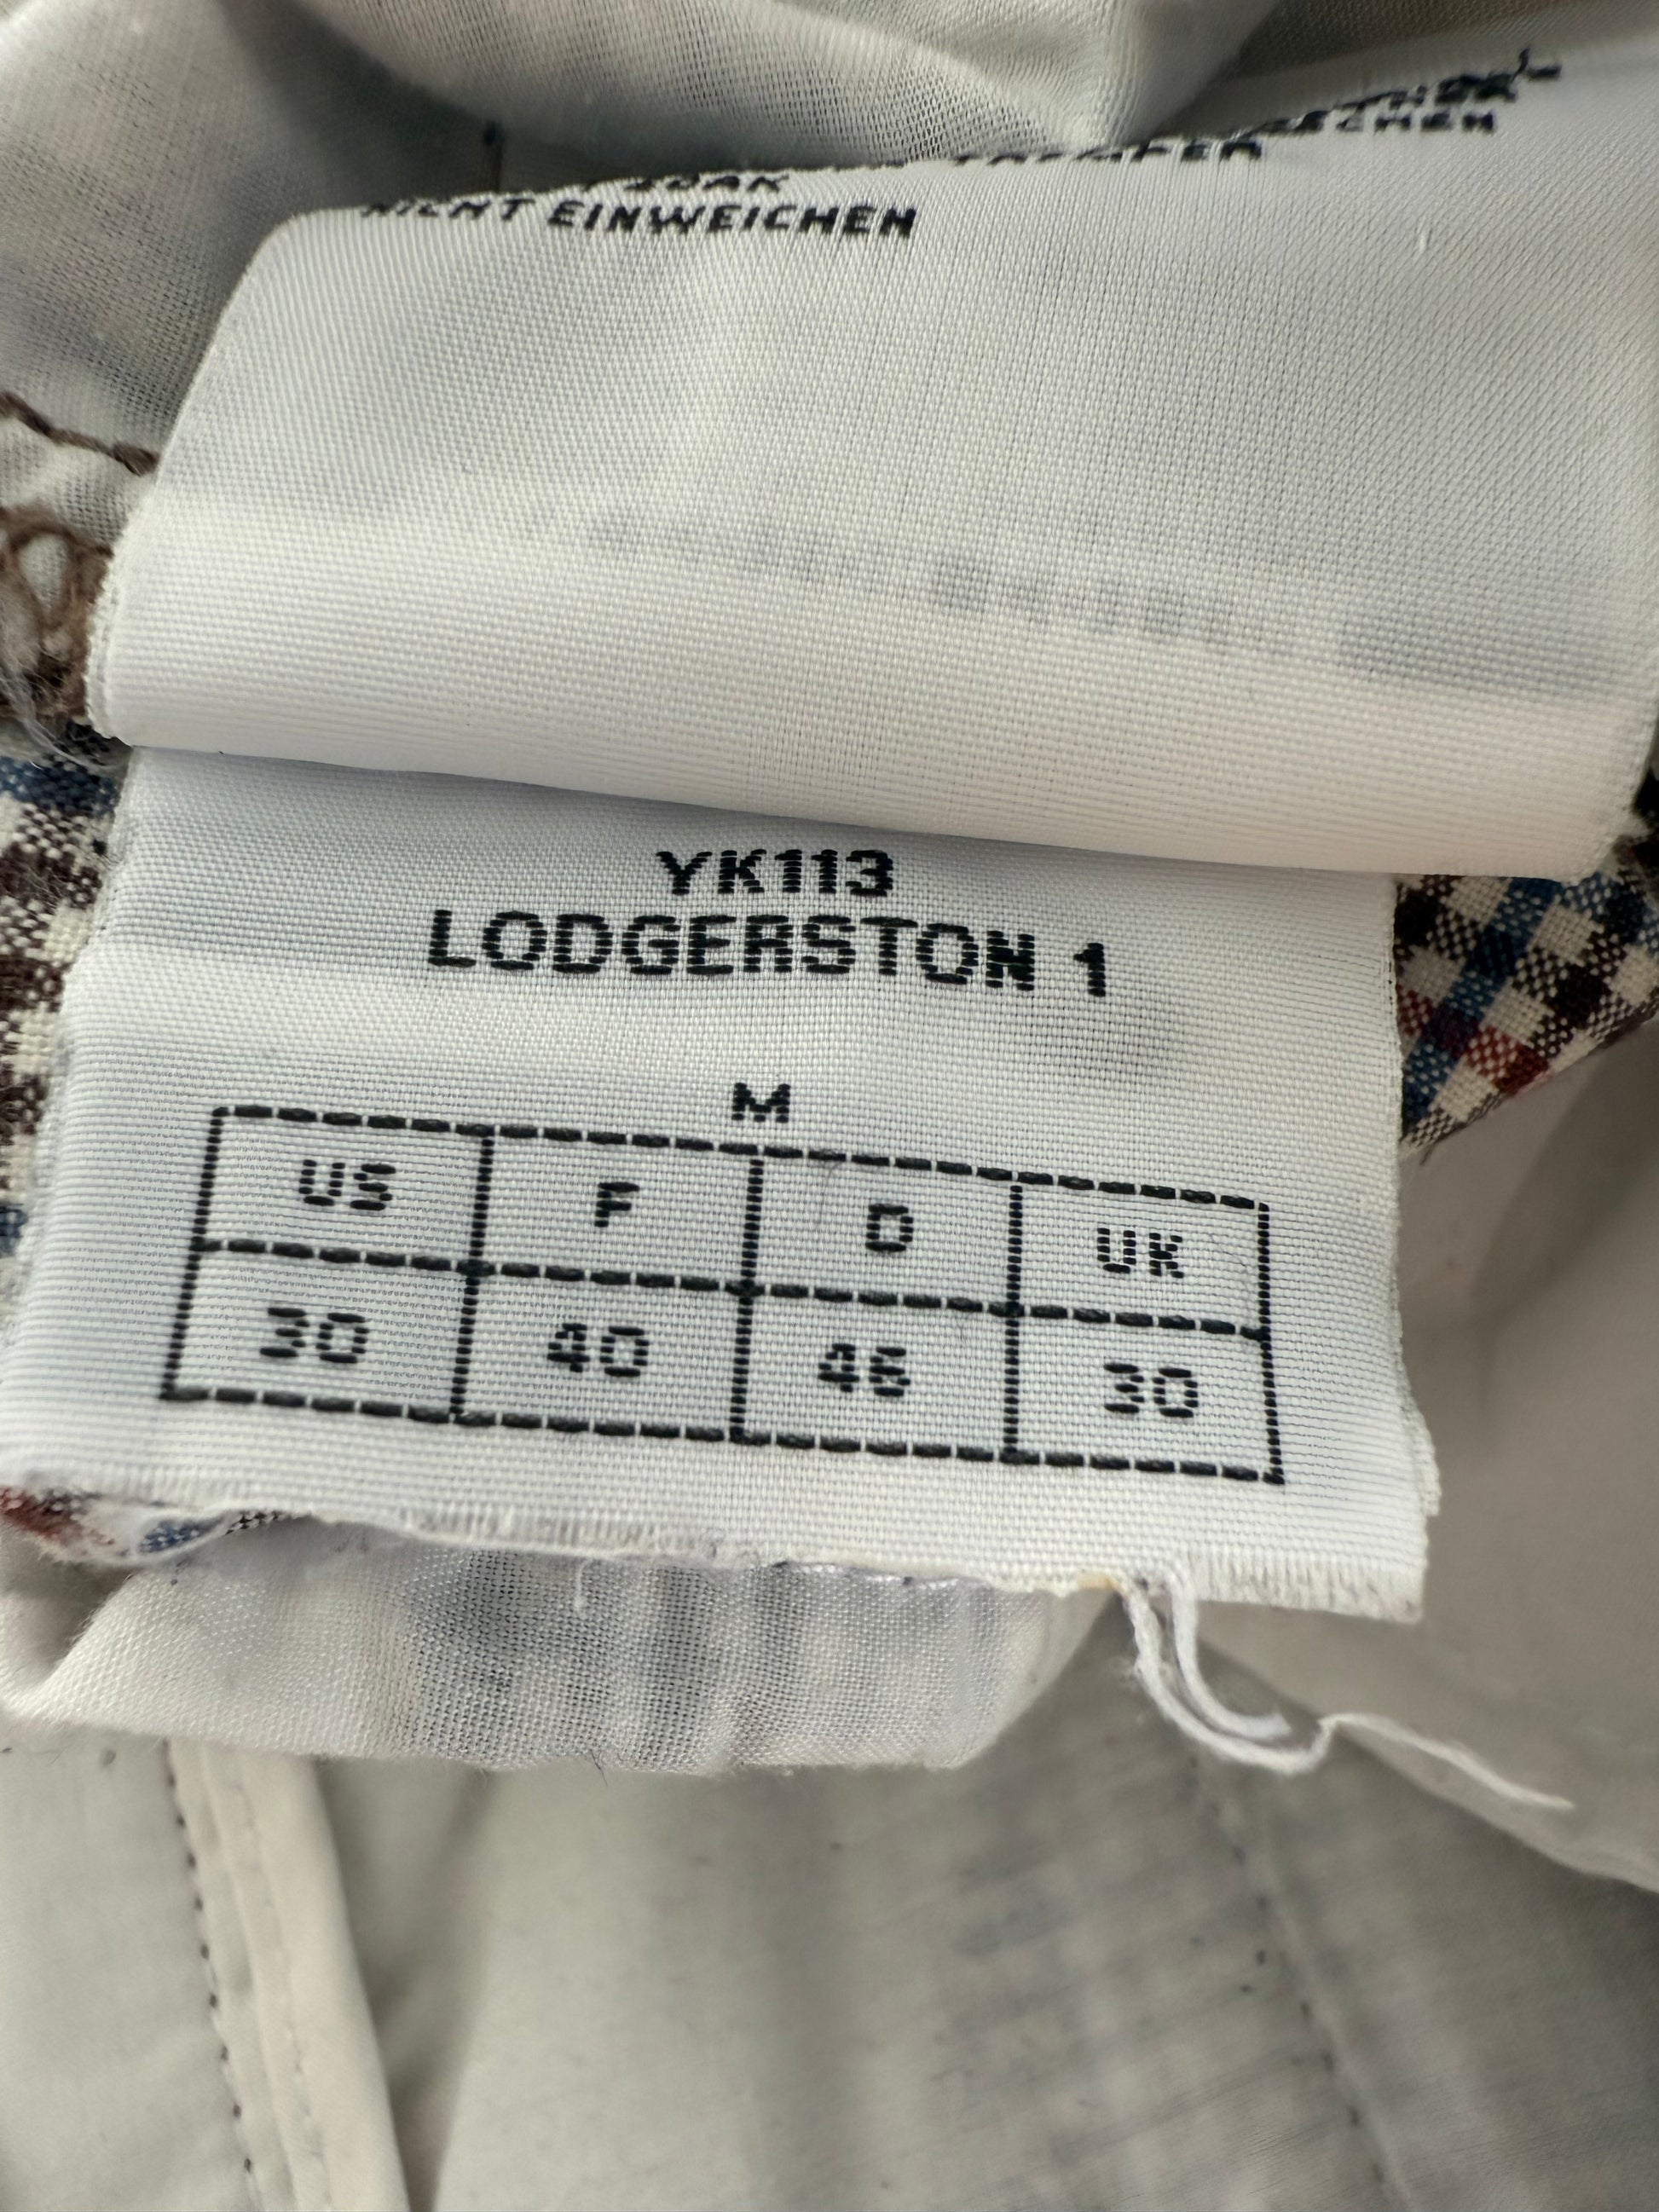 NICHT EINWEICHEN
YK113
LODGERSTON 1
M
US F D UK
30 40 46 30